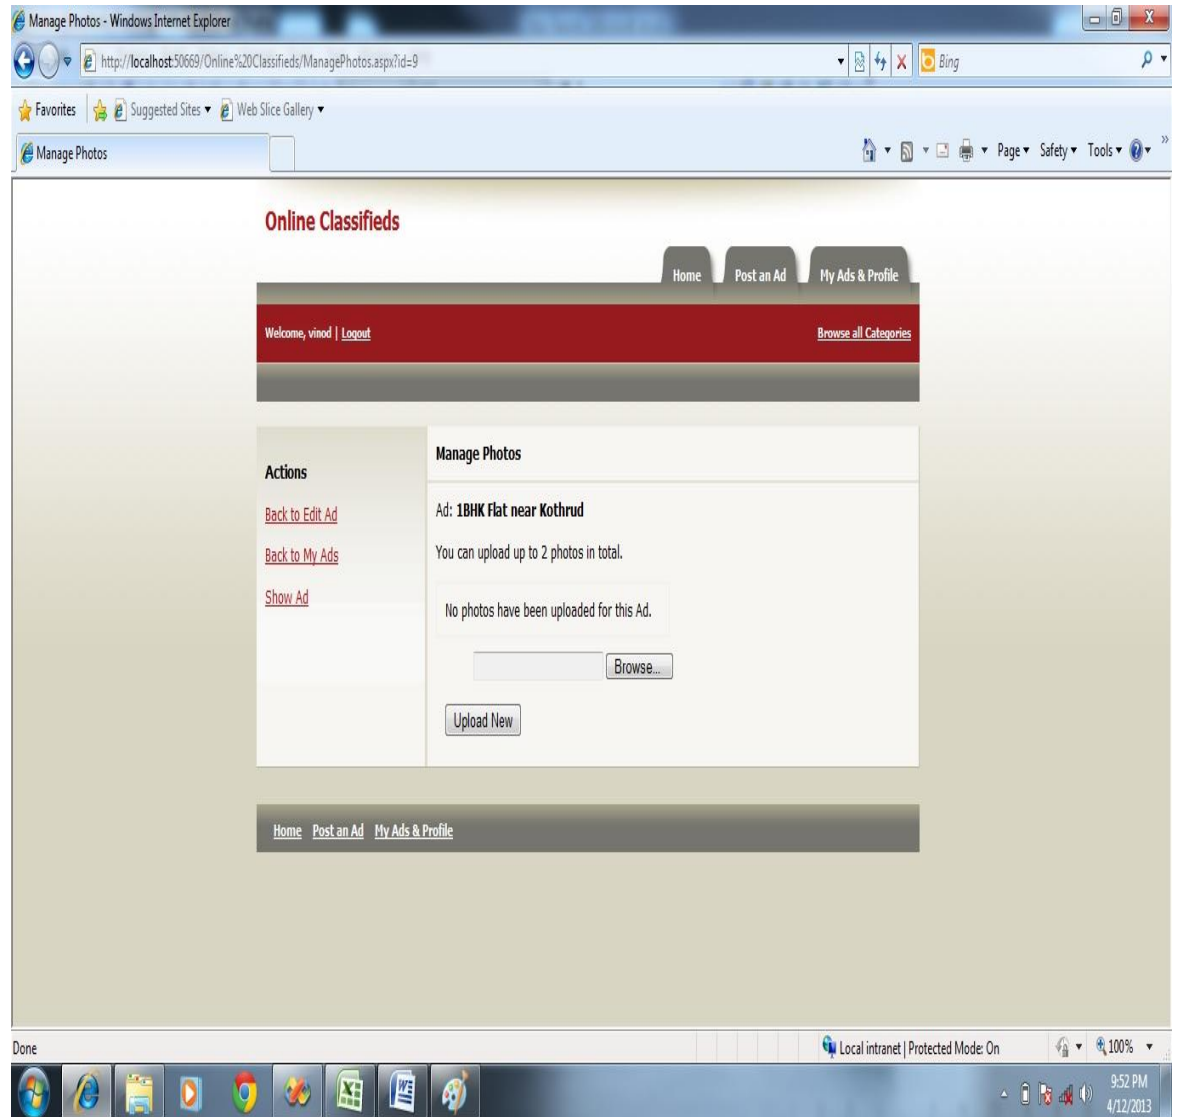 Manage Photos - Windows Internet Explorer
http://localhost:50669/Online%20Classifieds/ManagePhotos.aspx?id=9
Bing
Favorites Suggested Sites Web Slice Gallery
Manage Photos
Page Safety Tools
Online Classifieds
Home Post an Ad My Ads & Profile
Welcome, vinod | Logout
Browse all Categories
Actions
Back to Edit Ad
Back to My Ads
Show Ad
Manage Photos
Ad: 1BHK Flat near Kothrud
You can upload up to 2 photos in total.
No photos have been uploaded for this Ad.
Browse...
Upload New
Home Post an Ad My Ads & Profile
Done
Local intranet | Protected Mode: On
100%
9:52 PM
4/12/2013